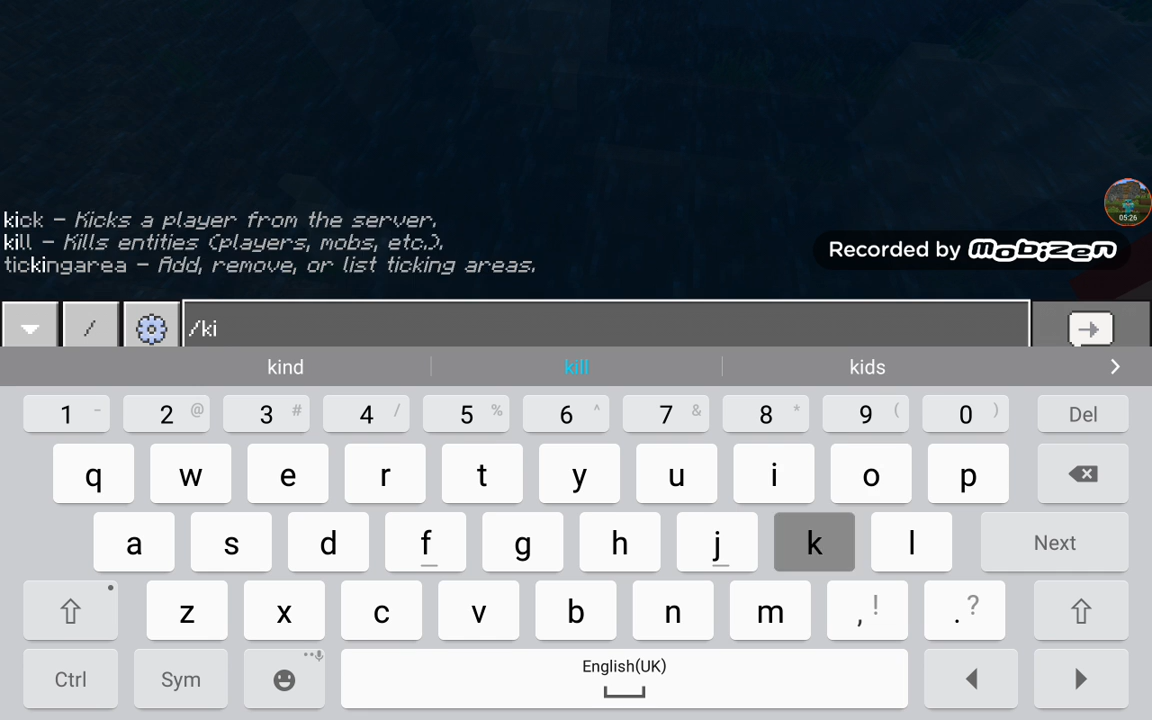 kick - Kicks a player from the server.
kill - Kills entities (players, mobs, etc.).
tickingarea - Add, remove, or list ticking areas.
05:26
Recorded by mobizen
/
/ki
kind kill kids >
1 - 2 @ 3 # 4 / 5 % 6 ^ 7 & 8 * 9 ( 0 ) Del
q w e r t y u i o p
a s d f g h j k l Next
z x c v b n m , ! . ?
Ctrl Sym English(UK)